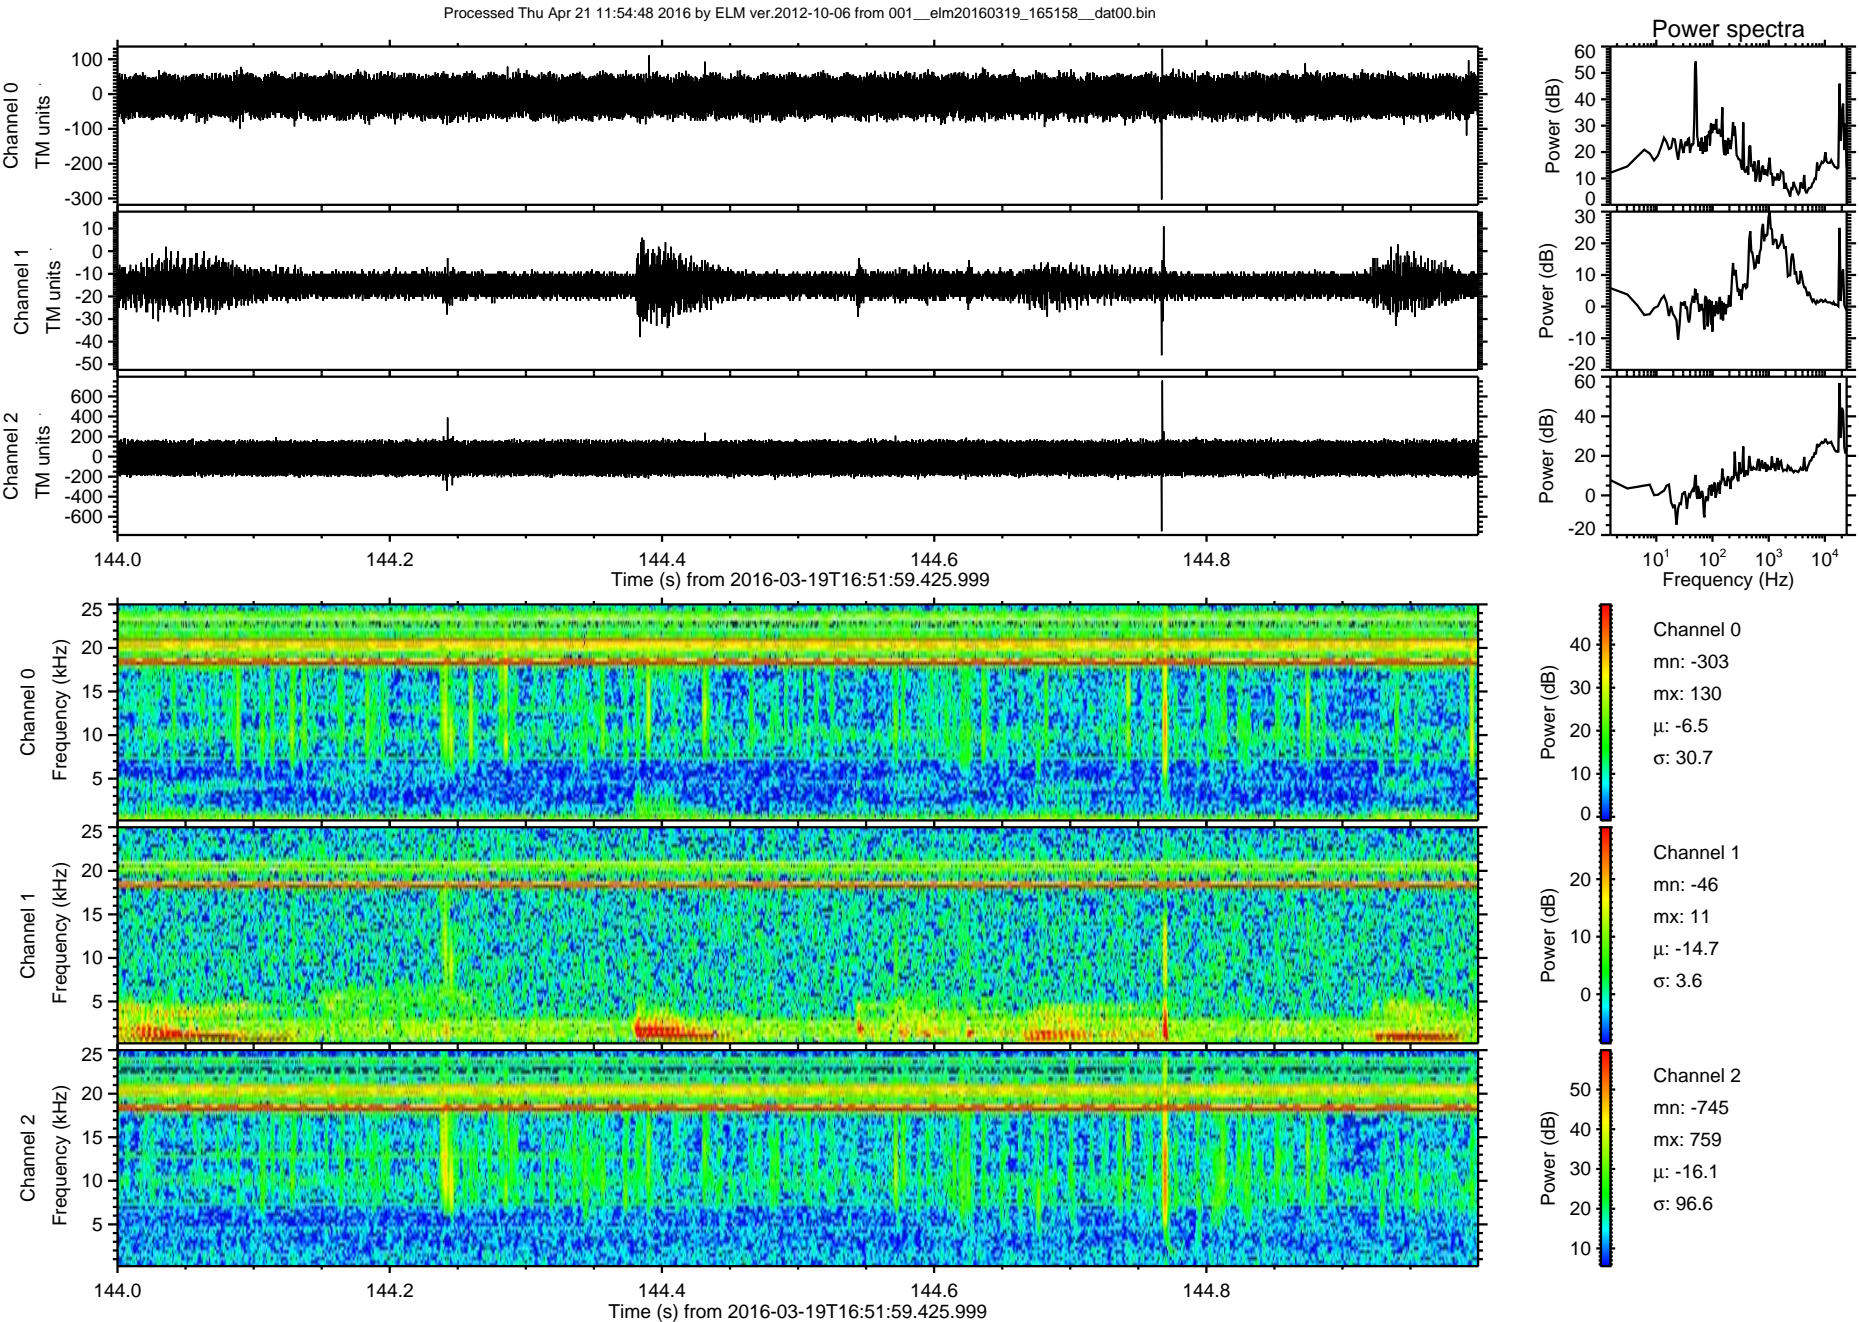 Processed Thu Apr 21 11:54:48 2016 by ELM ver.2012-10-06 from 001__elm20160319_165158__dat00.bin
Power spectra
Channel 0
TM units
100
0
-100
-200
-300
Power (dB)
60
50
40
30
20
10
0
Channel 1
TM units
10
0
-10
-20
-30
-40
-50
Power (dB)
30
20
10
0
-10
-20
Channel 2
TM units
600
400
200
0
-200
-400
-600
Power (dB)
60
40
20
0
-20
144.0 144.2 144.4 144.6 144.8
Time (s) from 2016-03-19T16:51:59.425.999
10¹ 10² 10³ 10⁴
Frequency (Hz)
Channel 0
Frequency (kHz)
25
20
15
10
5
Power (dB)
40
30
20
10
0
Channel 0
mn: -303
mx: 130
µ: -6.5
σ: 30.7
Channel 1
Frequency (kHz)
25
20
15
10
5
Power (dB)
20
10
0
Channel 1
mn: -46
mx: 11
µ: -14.7
σ: 3.6
Channel 2
Frequency (kHz)
25
20
15
10
5
Power (dB)
50
40
30
20
10
Channel 2
mn: -745
mx: 759
µ: -16.1
σ: 96.6
144.0 144.2 144.4 144.6 144.8
Time (s) from 2016-03-19T16:51:59.425.999